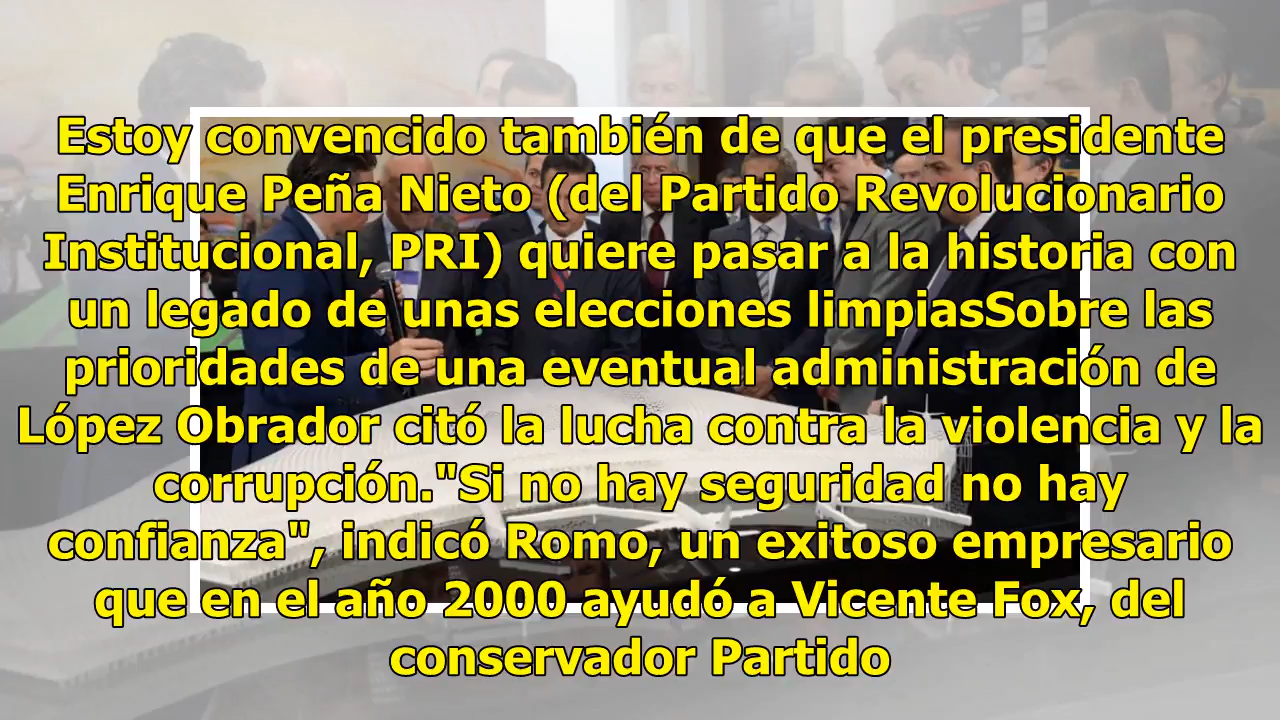 Estoy convencido también de que el presidente
Enrique Peña Nieto (del Partido Revolucionario
Institucional, PRI) quiere pasar a la historia con
un legado de unas elecciones limpiasSobre las
prioridades de una eventual administración de
López Obrador citó la lucha contra la violencia y la
corrupción."Si no hay seguridad no hay
confianza", indicó Romo, un exitoso empresario
que en el año 2000 ayudó a Vicente Fox, del
conservador Partido